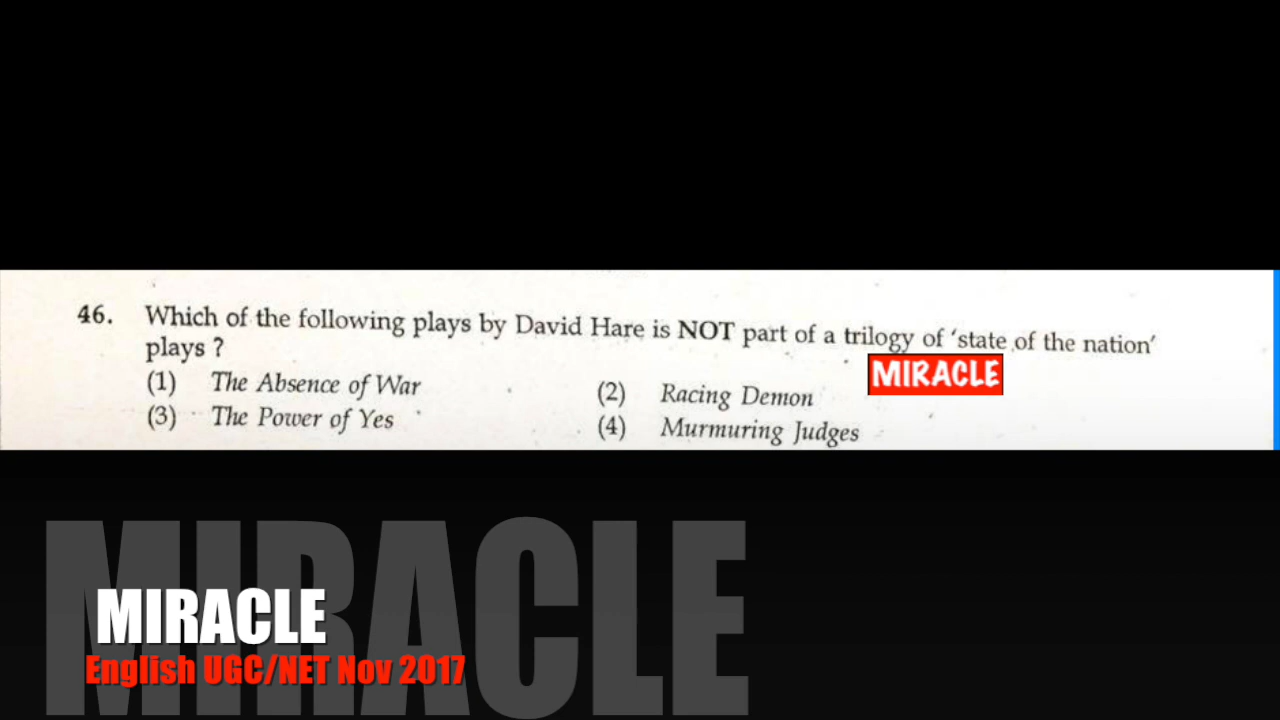 46. Which of the following plays by David Hare is NOT part of a trilogy of ‘state of the nation’
plays ?
(1) The Absence of War (2) Racing Demon
MIRACLE
(3) The Power of Yes (4) Murmuring Judges
MIRACLE
MIRACLE
English UGC/NET Nov 2017